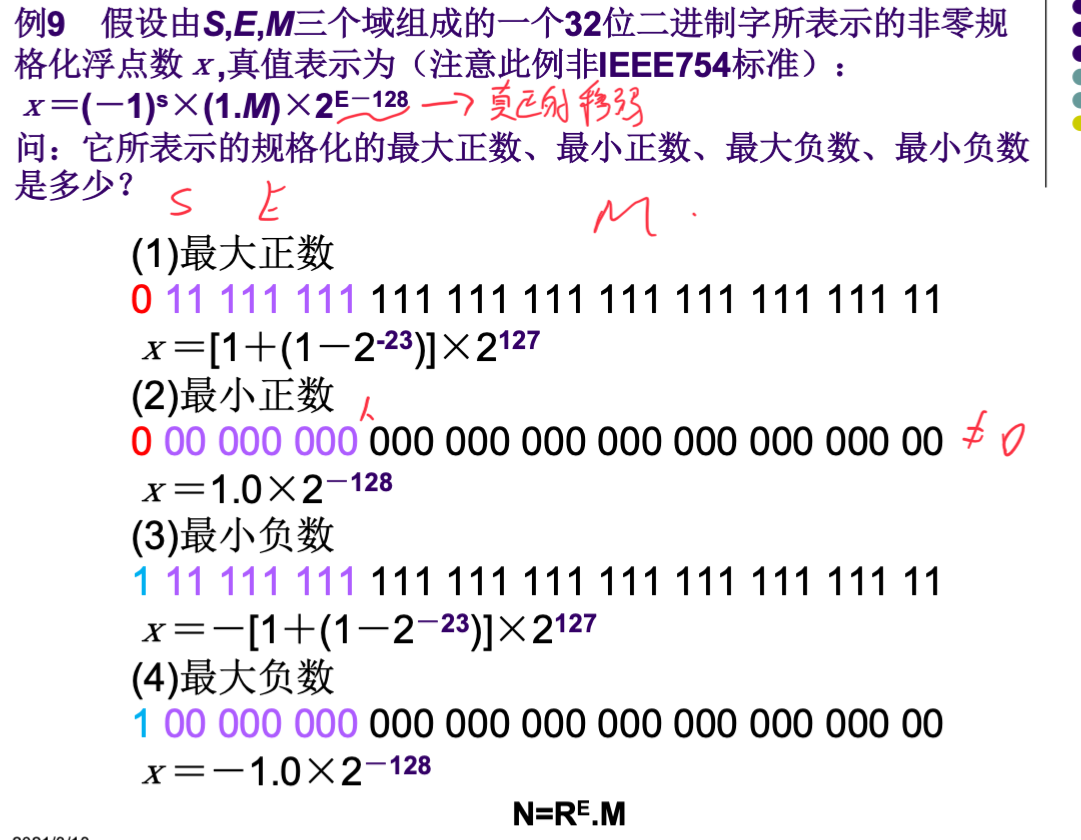 例9 假设由S,E,M三个域组成的一个32位二进制字所表示的非零规
格化浮点数 x ,真值表示为（注意此例非IEEE754标准）：
x＝(－1)ˢ×(1.M)×2ᴱ⁻¹²⁸ → 真正的移码
问：它所表示的规格化的最大正数、最小正数、最大负数、最小负数
是多少？
S E M .
(1)最大正数
0 11 111 111 111 111 111 111 111 111 111 11
x＝[1＋(1－2⁻²³)]×2¹²⁷
(2)最小正数
0 00 000 000 000 000 000 000 000 000 000 00 ≠ 0
x＝1.0×2⁻¹²⁸
(3)最小负数
1 11 111 111 111 111 111 111 111 111 111 11
x＝－[1＋(1－2⁻²³)]×2¹²⁷
(4)最大负数
1 00 000 000 000 000 000 000 000 000 000 00
x＝－1.0×2⁻¹²⁸
N=Rᴱ.M